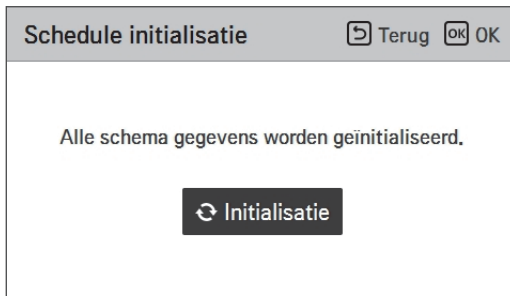 Schedule initialisatie Terug OK OK
Alle schema gegevens worden geïnitialiseerd.
Initialisatie